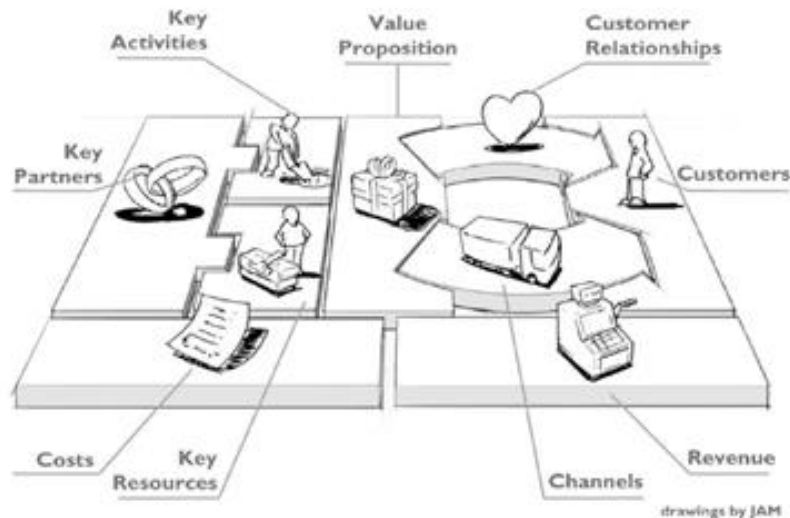 Key
Activities
Value
Proposition
Customer
Relationships
Key
Partners
Customers
Costs
Key
Resources
Channels
Revenue
drawings by JAM